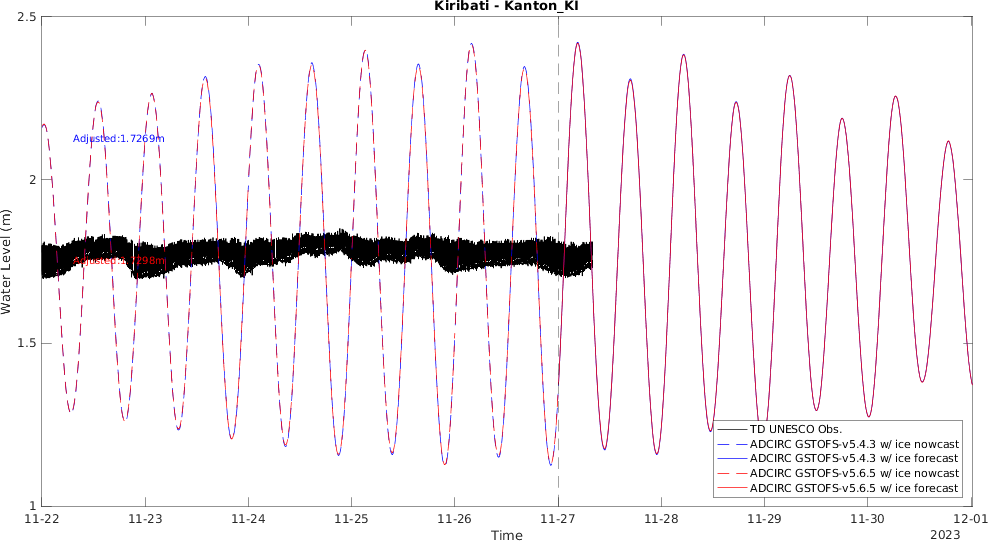 Kiribati - Kanton_KI
2.5
2
1.5
1
Water Level (m)
Adjusted:1.7269m
11-22
11-23
11-24
11-25
11-26
11-27
11-28
11-29
11-30
12-01
Time
2023
TD UNESCO Obs.
ADCIRC GSTOFS-v5.4.3 w/ ice nowcast
ADCIRC GSTOFS-v5.4.3 w/ ice forecast
ADCIRC GSTOFS-v5.6.5 w/ ice nowcast
ADCIRC GSTOFS-v5.6.5 w/ ice forecast